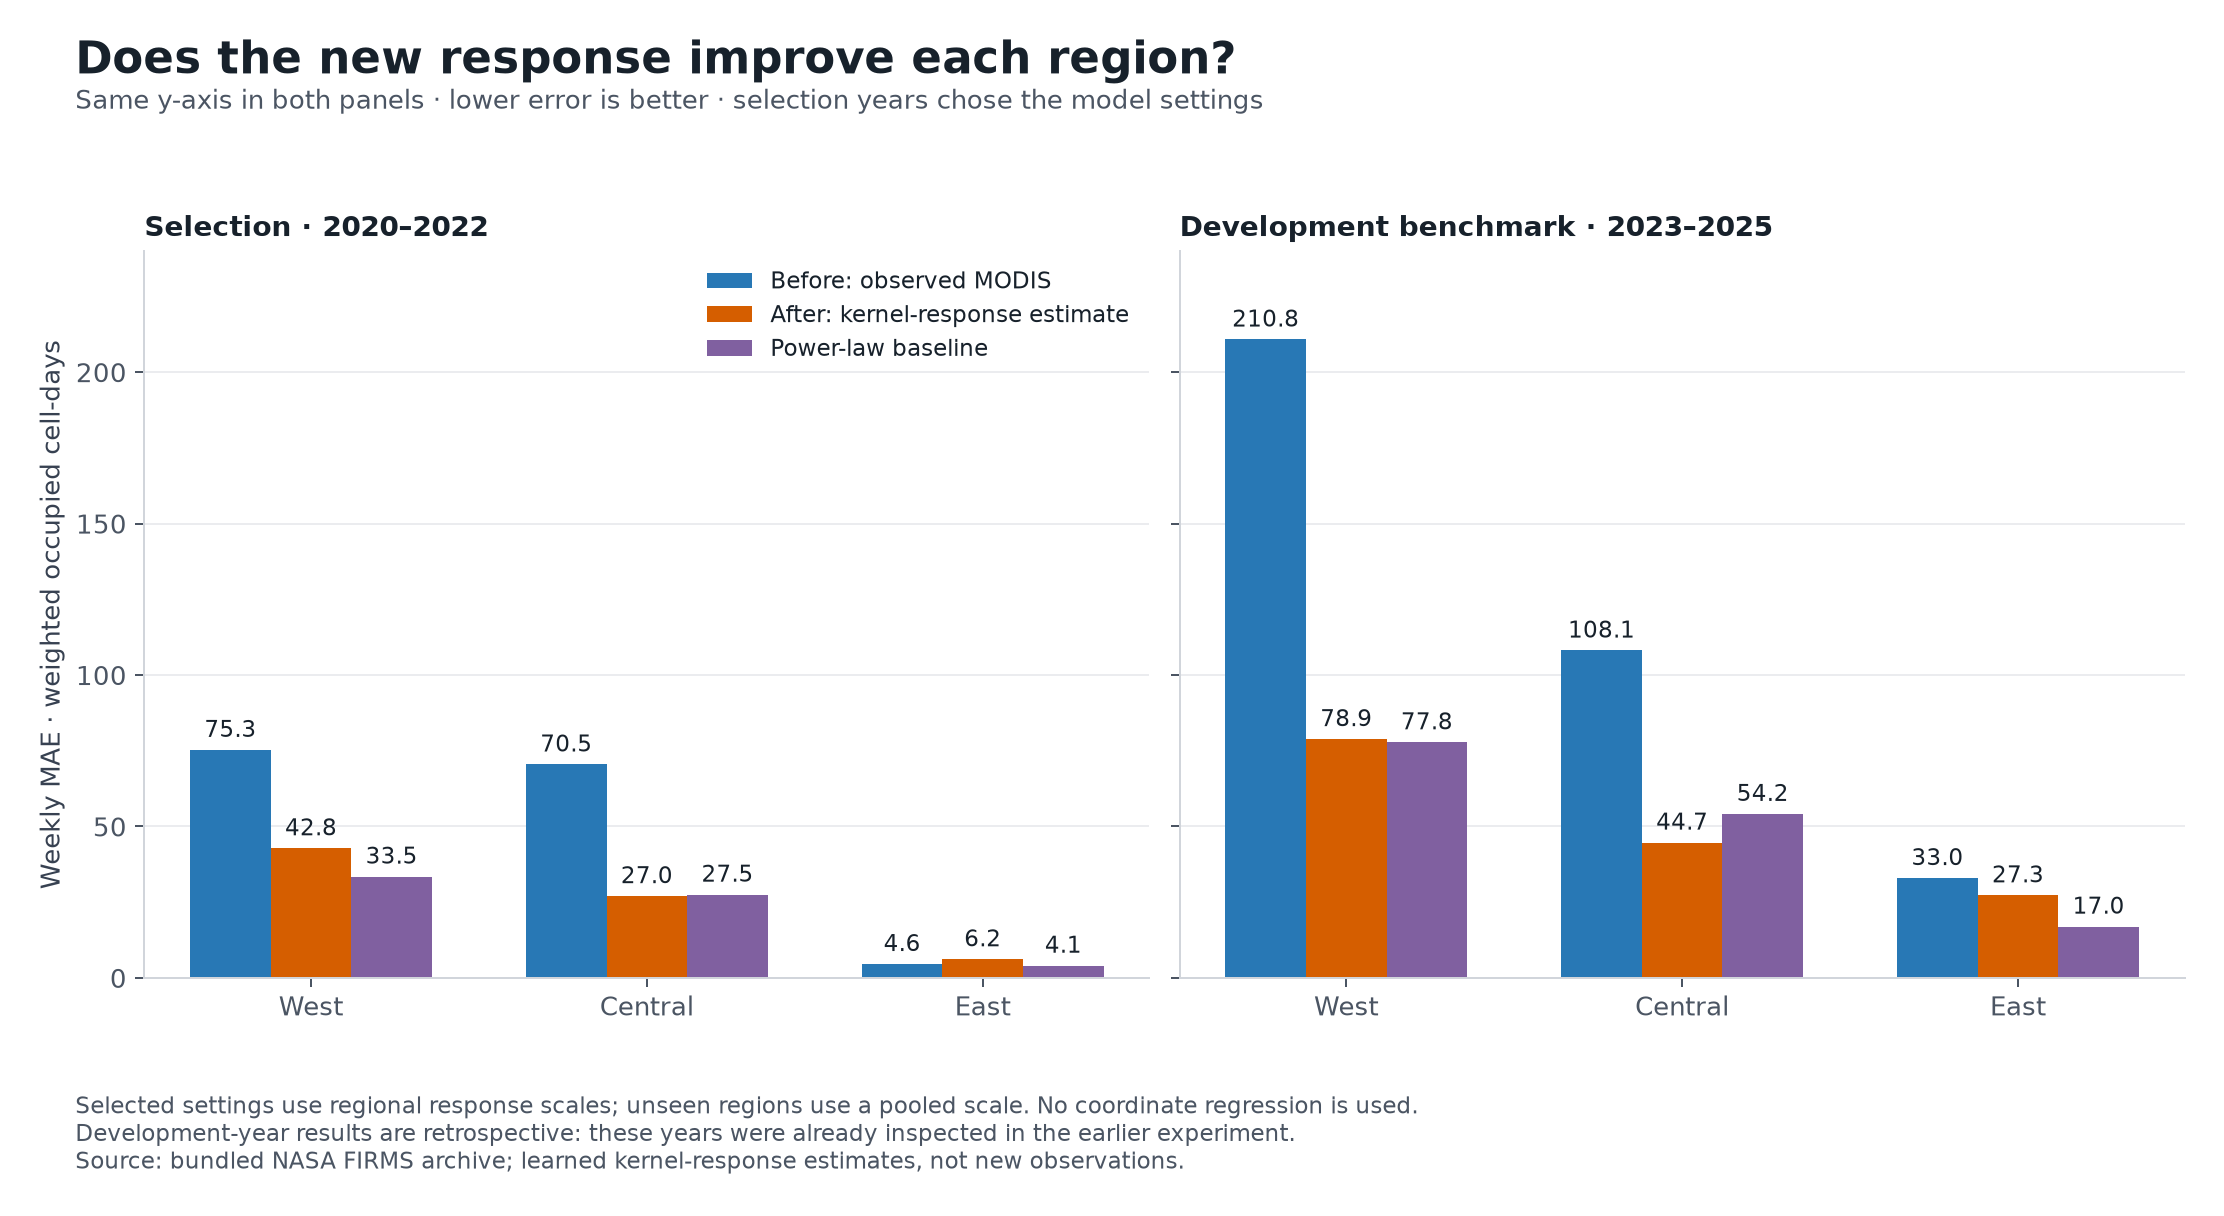 Does the new response improve each region?
Same y-axis in both panels · lower error is better · selection years chose the model settings
Selection · 2020–2022
Before: observed MODIS
After: kernel-response estimate
Power-law baseline
Weekly MAE · weighted occupied cell-days
200
150
100
50
0
75.3
42.8
33.5
70.5
27.0
27.5
4.6
6.2
4.1
West
Central
East
Development benchmark · 2023–2025
210.8
78.9
77.8
108.1
44.7
54.2
33.0
27.3
17.0
West
Central
East
Selected settings use regional response scales; unseen regions use a pooled scale. No coordinate regression is used.
Development-year results are retrospective: these years were already inspected in the earlier experiment.
Source: bundled NASA FIRMS archive; learned kernel-response estimates, not new observations.